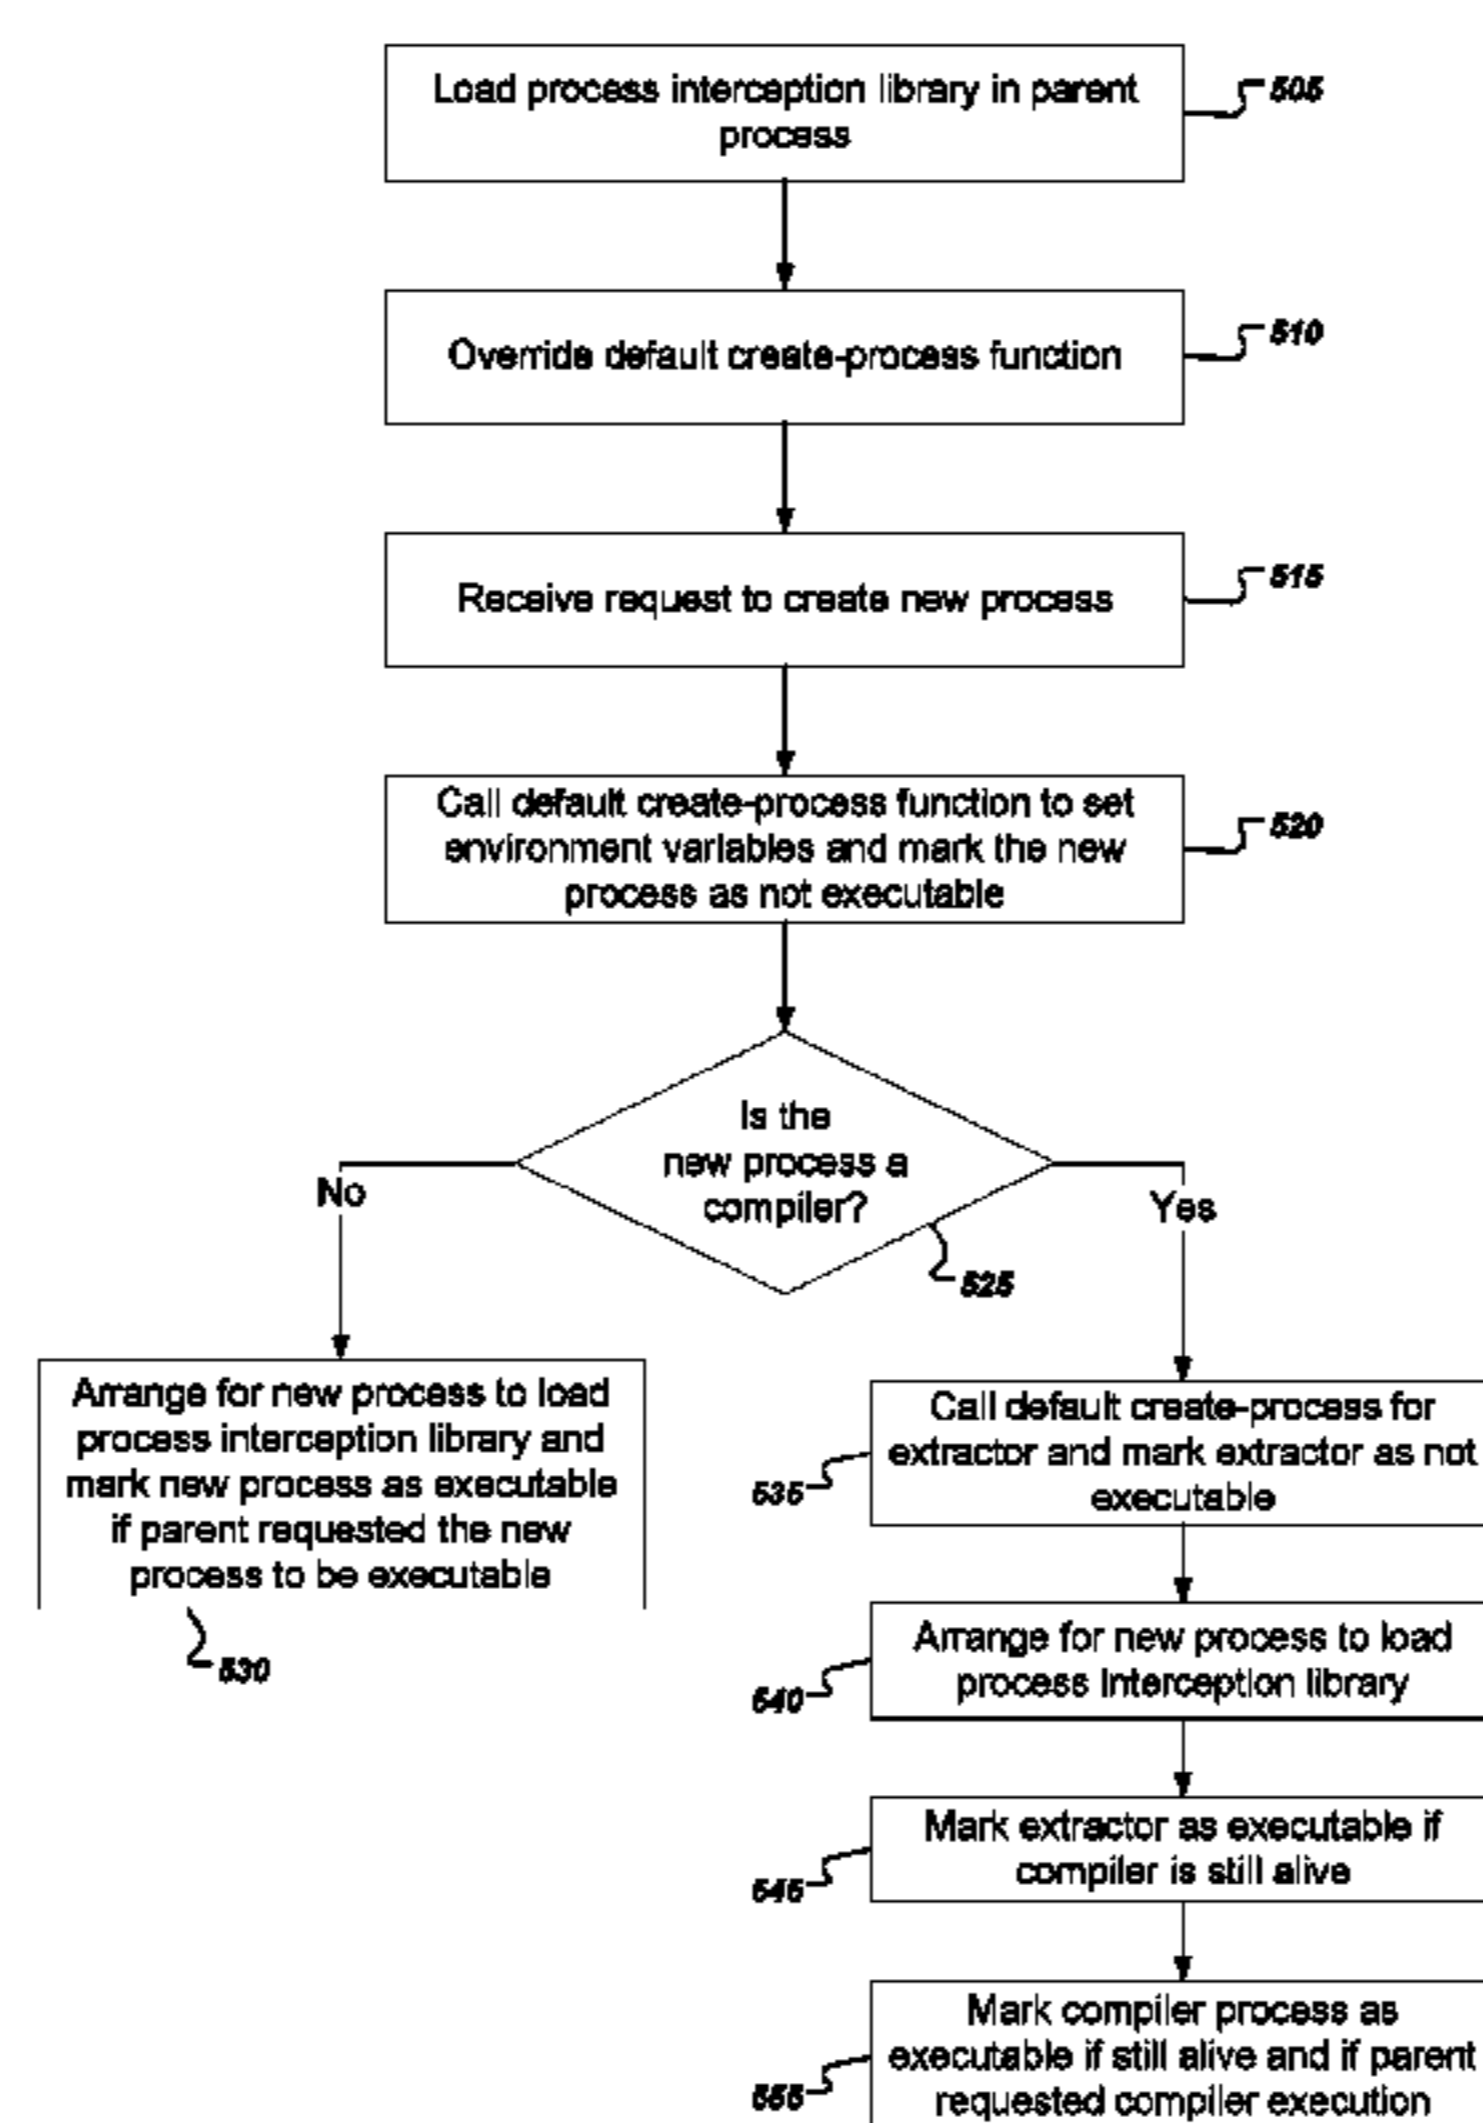 Load process interception library in parent
process
505
Override default create-process function
510
Receive request to create new process
515
Call default create-process function to set
environment variables and mark the new
process as not executable
520
Is the
new process a
compiler?
525
No
Yes
Arrange for new process to load
process interception library and
mark new process as executable
if parent requested the new
process to be executable
530
Call default create-process for
extractor and mark extractor as not
executable
535
Arrange for new process to load
process interception library
540
Mark extractor as executable if
compiler is still alive
545
Mark compiler process as
executable if still alive and if parent
requested compiler execution
555